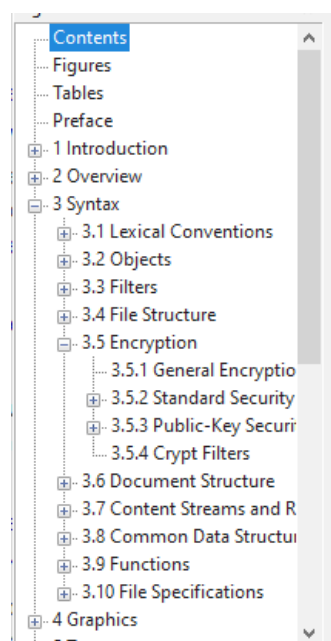 Contents
Figures
Tables
Preface
1 Introduction
2 Overview
3 Syntax
3.1 Lexical Conventions
3.2 Objects
3.3 Filters
3.4 File Structure
3.5 Encryption
3.5.1 General Encryptio
3.5.2 Standard Security
3.5.3 Public-Key Securi
3.5.4 Crypt Filters
3.6 Document Structure
3.7 Content Streams and R
3.8 Common Data Structu
3.9 Functions
3.10 File Specifications
4 Graphics